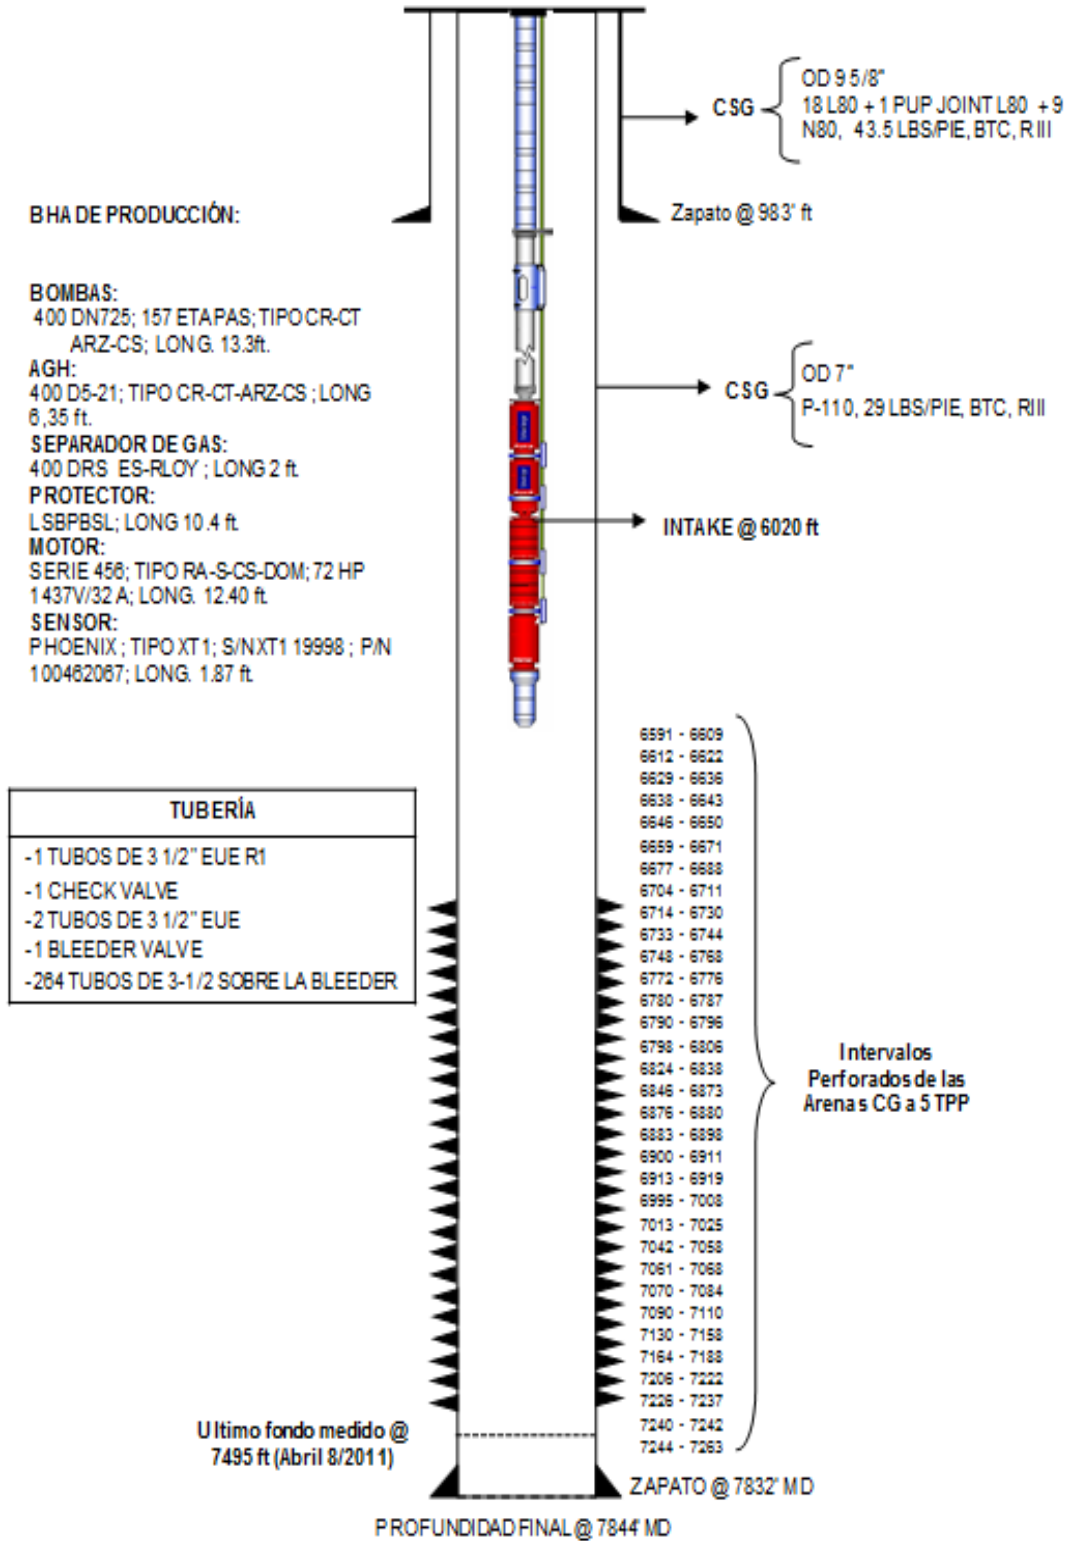 OD 9 5/8"
CSG
18 L80 + 1 PUP JOINT L80 + 9
N80, 43.5 LBS/PIE, BTC, RIII
Zapato @ 983' ft
BHA DE PRODUCCIÓN:
BOMBAS:
400 DN725; 157 ETAPAS; TIPO CR-CT
ARZ-CS; LONG. 13.3ft.
AGH:
400 D5-21; TIPO CR-CT-ARZ-CS ; LONG
6,35 ft.
SEPARADOR DE GAS:
400 DRS ES-RLOY ; LONG 2 ft.
PROTECTOR:
LSBPBSL; LONG 10.4 ft.
MOTOR:
SERIE 456; TIPO RA-S-CS-DOM; 72 HP
1437V/32 A; LONG. 12.40 ft.
SENSOR:
PHOENIX ; TIPO XT1; S/N XT1 19998 ; P/N
100462067; LONG. 1.87 ft.
OD 7"
CSG
P-110, 29 LBS/PIE, BTC, RIII
INTAKE @ 6020 ft
TUBERÍA
-1 TUBOS DE 3 1/2" EUE R1
-1 CHECK VALVE
-2 TUBOS DE 3 1/2" EUE
-1 BLEEDER VALVE
-264 TUBOS DE 3-1/2 SOBRE LA BLEEDER
6591 - 6609
6612 - 6622
6629 - 6636
6638 - 6643
6646 - 6650
6659 - 6671
6677 - 6688
6704 - 6711
6714 - 6730
6733 - 6744
6748 - 6768
6772 - 6776
6780 - 6787
6790 - 6796
6798 - 6806
6824 - 6838
6846 - 6873
6876 - 6880
6883 - 6898
6900 - 6911
6913 - 6919
6995 - 7008
7013 - 7025
7042 - 7058
7061 - 7068
7070 - 7084
7090 - 7110
7130 - 7158
7164 - 7188
7206 - 7222
7226 - 7237
7240 - 7242
7244 - 7263
Intervalos
Perforados de las
Arenas CG a 5 TPP
Ultimo fondo medido @
7495 ft (Abril 8/2011)
ZAPATO @ 7832' MD
PROFUNDIDAD FINAL @ 7844' MD